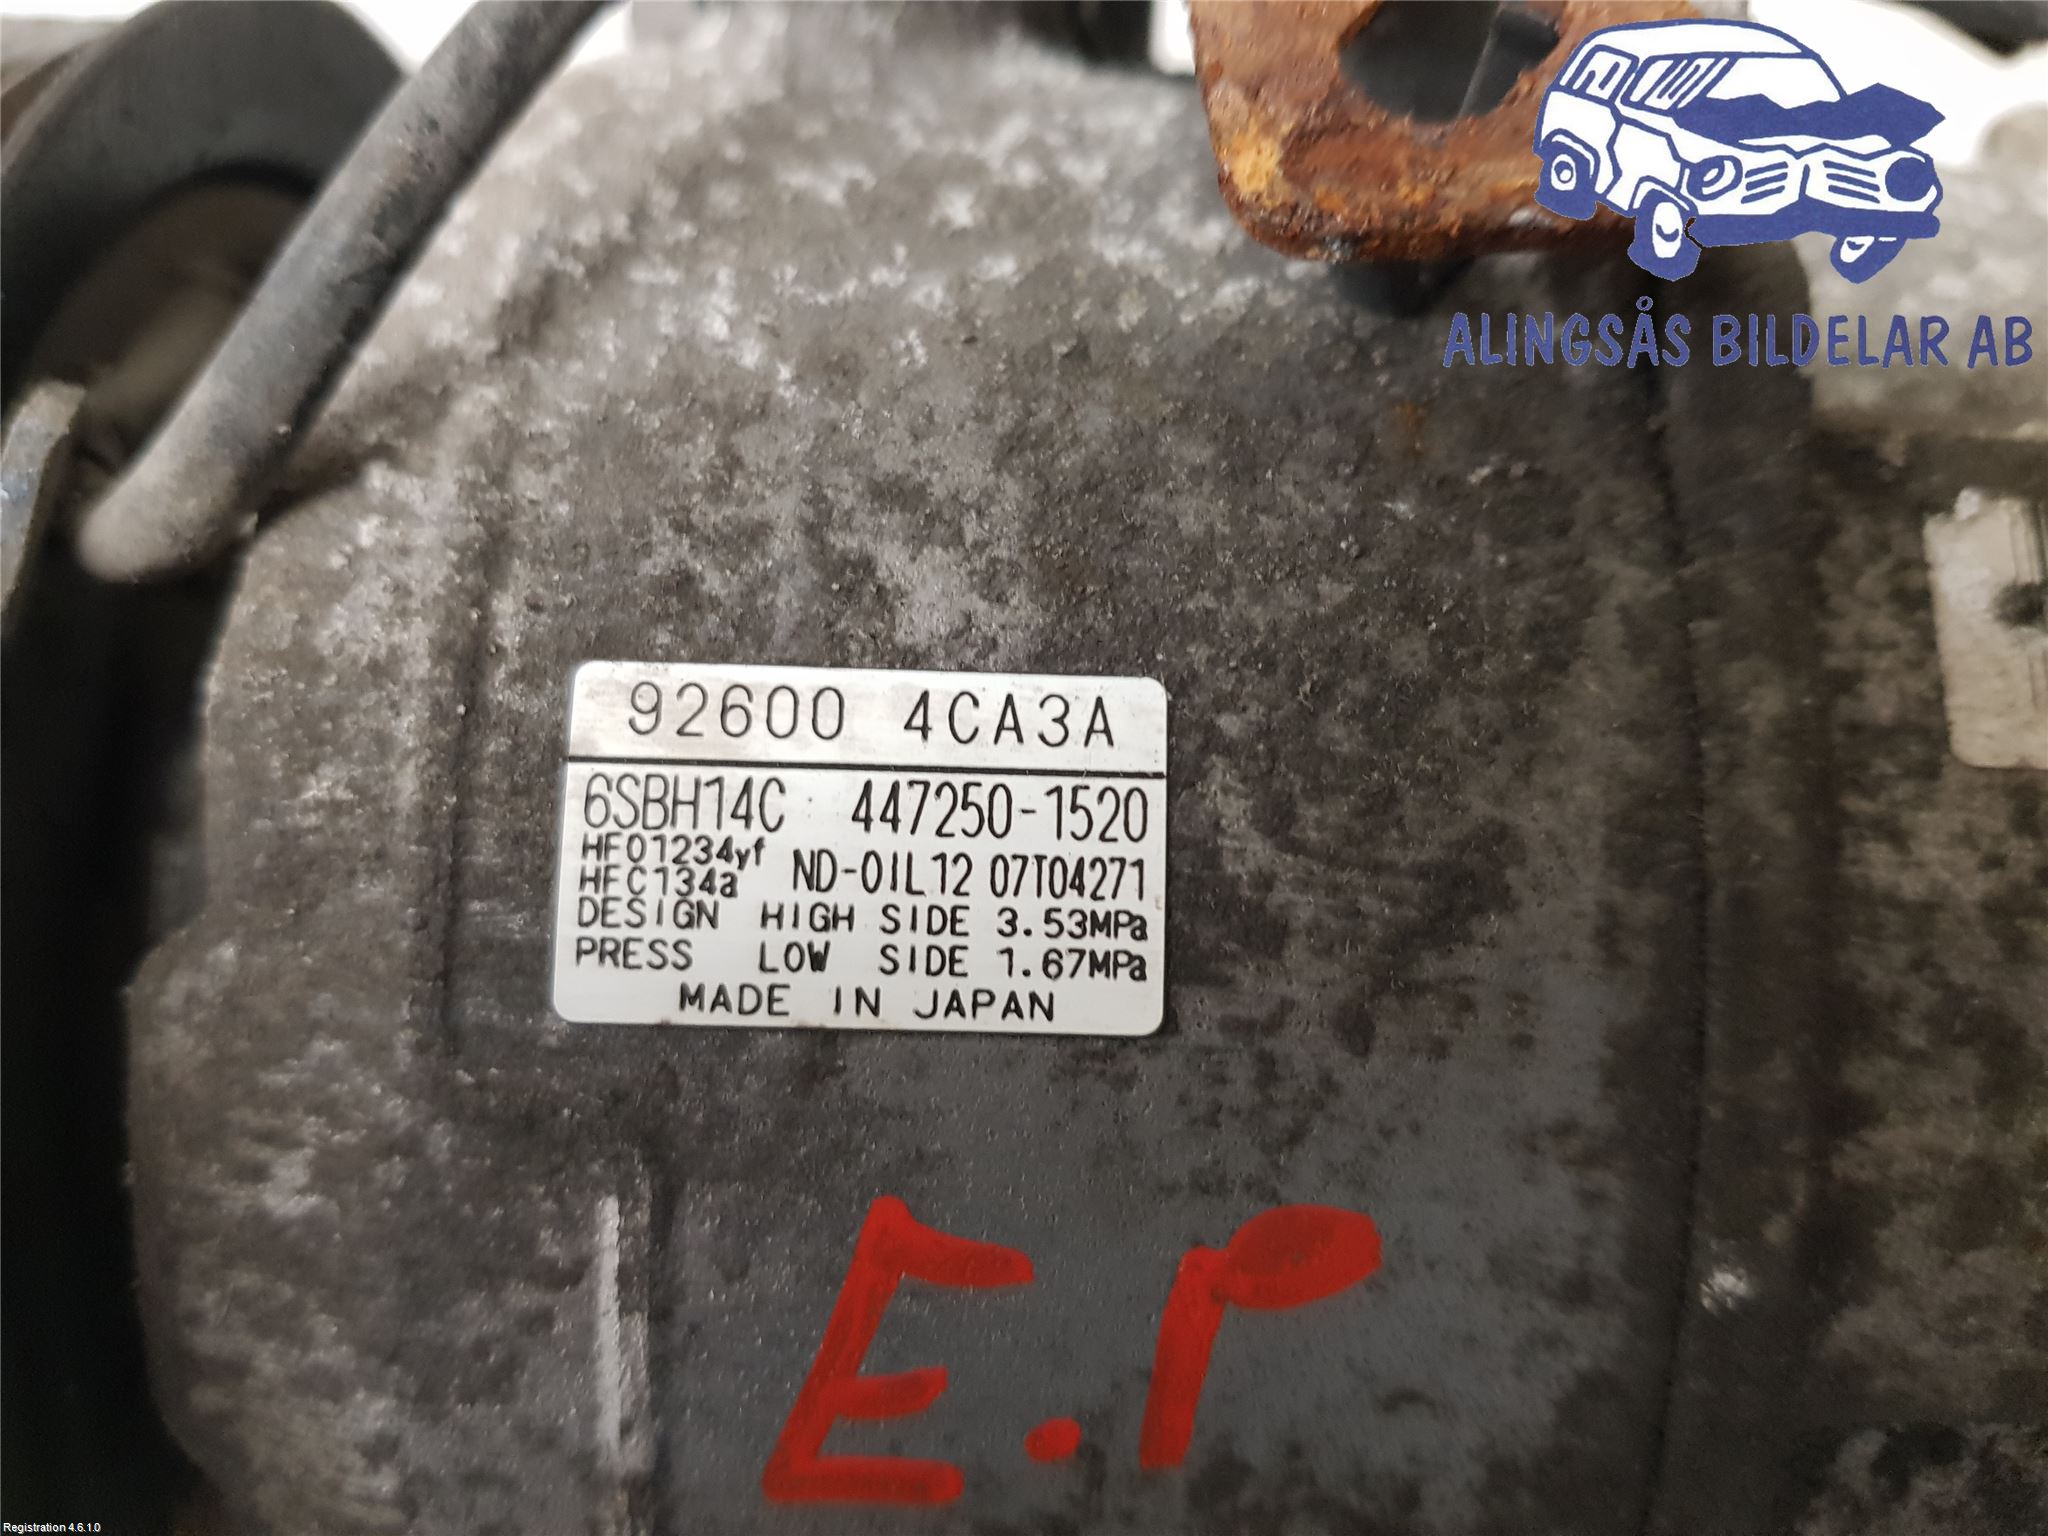 ALINGSÅS BILDELAR AB
92600 4CA3A
6SBH14C 447250-1520
HFO1234yf
HFC134a ND-OIL12 07T04271
DESIGN HIGH SIDE 3.53MPa
PRESS LOW SIDE 1.67MPa
MADE IN JAPAN
E.r
Registration 4.6.1.0